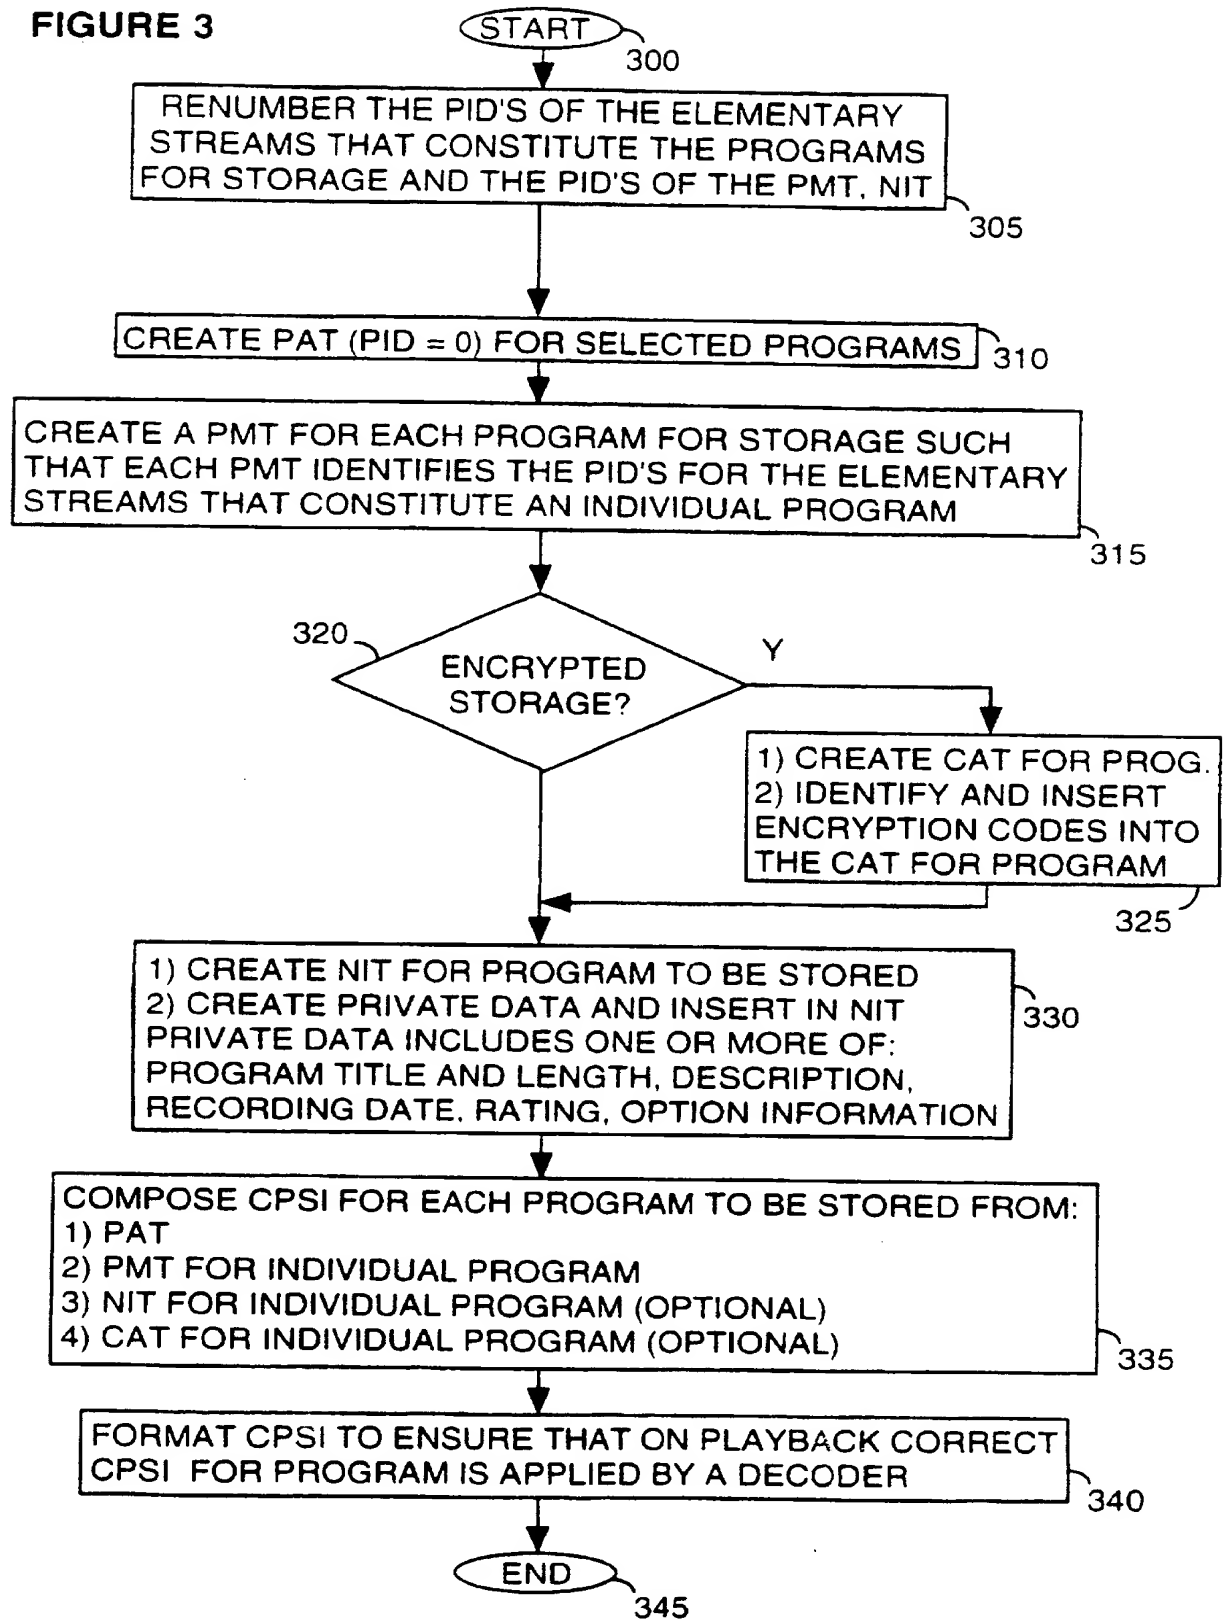 FIGURE 3
START
300
RENUMBER THE PID'S OF THE ELEMENTARY
STREAMS THAT CONSTITUTE THE PROGRAMS
FOR STORAGE AND THE PID'S OF THE PMT, NIT
305
CREATE PAT (PID = 0) FOR SELECTED PROGRAMS
310
CREATE A PMT FOR EACH PROGRAM FOR STORAGE SUCH
THAT EACH PMT IDENTIFIES THE PID'S FOR THE ELEMENTARY
STREAMS THAT CONSTITUTE AN INDIVIDUAL PROGRAM
315
320
ENCRYPTED
STORAGE?
Y
1) CREATE CAT FOR PROG.
2) IDENTIFY AND INSERT
ENCRYPTION CODES INTO
THE CAT FOR PROGRAM
325
1) CREATE NIT FOR PROGRAM TO BE STORED
2) CREATE PRIVATE DATA AND INSERT IN NIT
PRIVATE DATA INCLUDES ONE OR MORE OF:
PROGRAM TITLE AND LENGTH, DESCRIPTION,
RECORDING DATE, RATING, OPTION INFORMATION
330
COMPOSE CPSI FOR EACH PROGRAM TO BE STORED FROM:
1) PAT
2) PMT FOR INDIVIDUAL PROGRAM
3) NIT FOR INDIVIDUAL PROGRAM (OPTIONAL)
4) CAT FOR INDIVIDUAL PROGRAM (OPTIONAL)
335
FORMAT CPSI TO ENSURE THAT ON PLAYBACK CORRECT
CPSI FOR PROGRAM IS APPLIED BY A DECODER
340
END
345